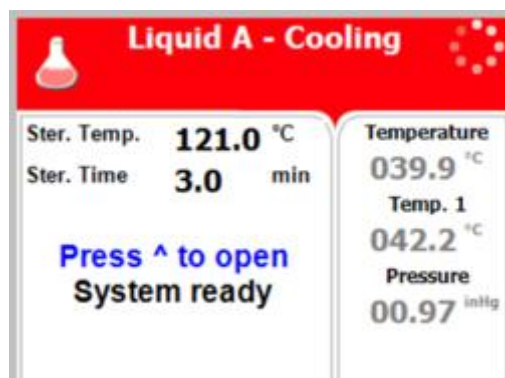 Liquid A - Cooling
Ster. Temp. 121.0 °C
Ster. Time 3.0 min
Press ^ to open
System ready
Temperature
039.9 °C
Temp. 1
042.2 °C
Pressure
00.97 inHg